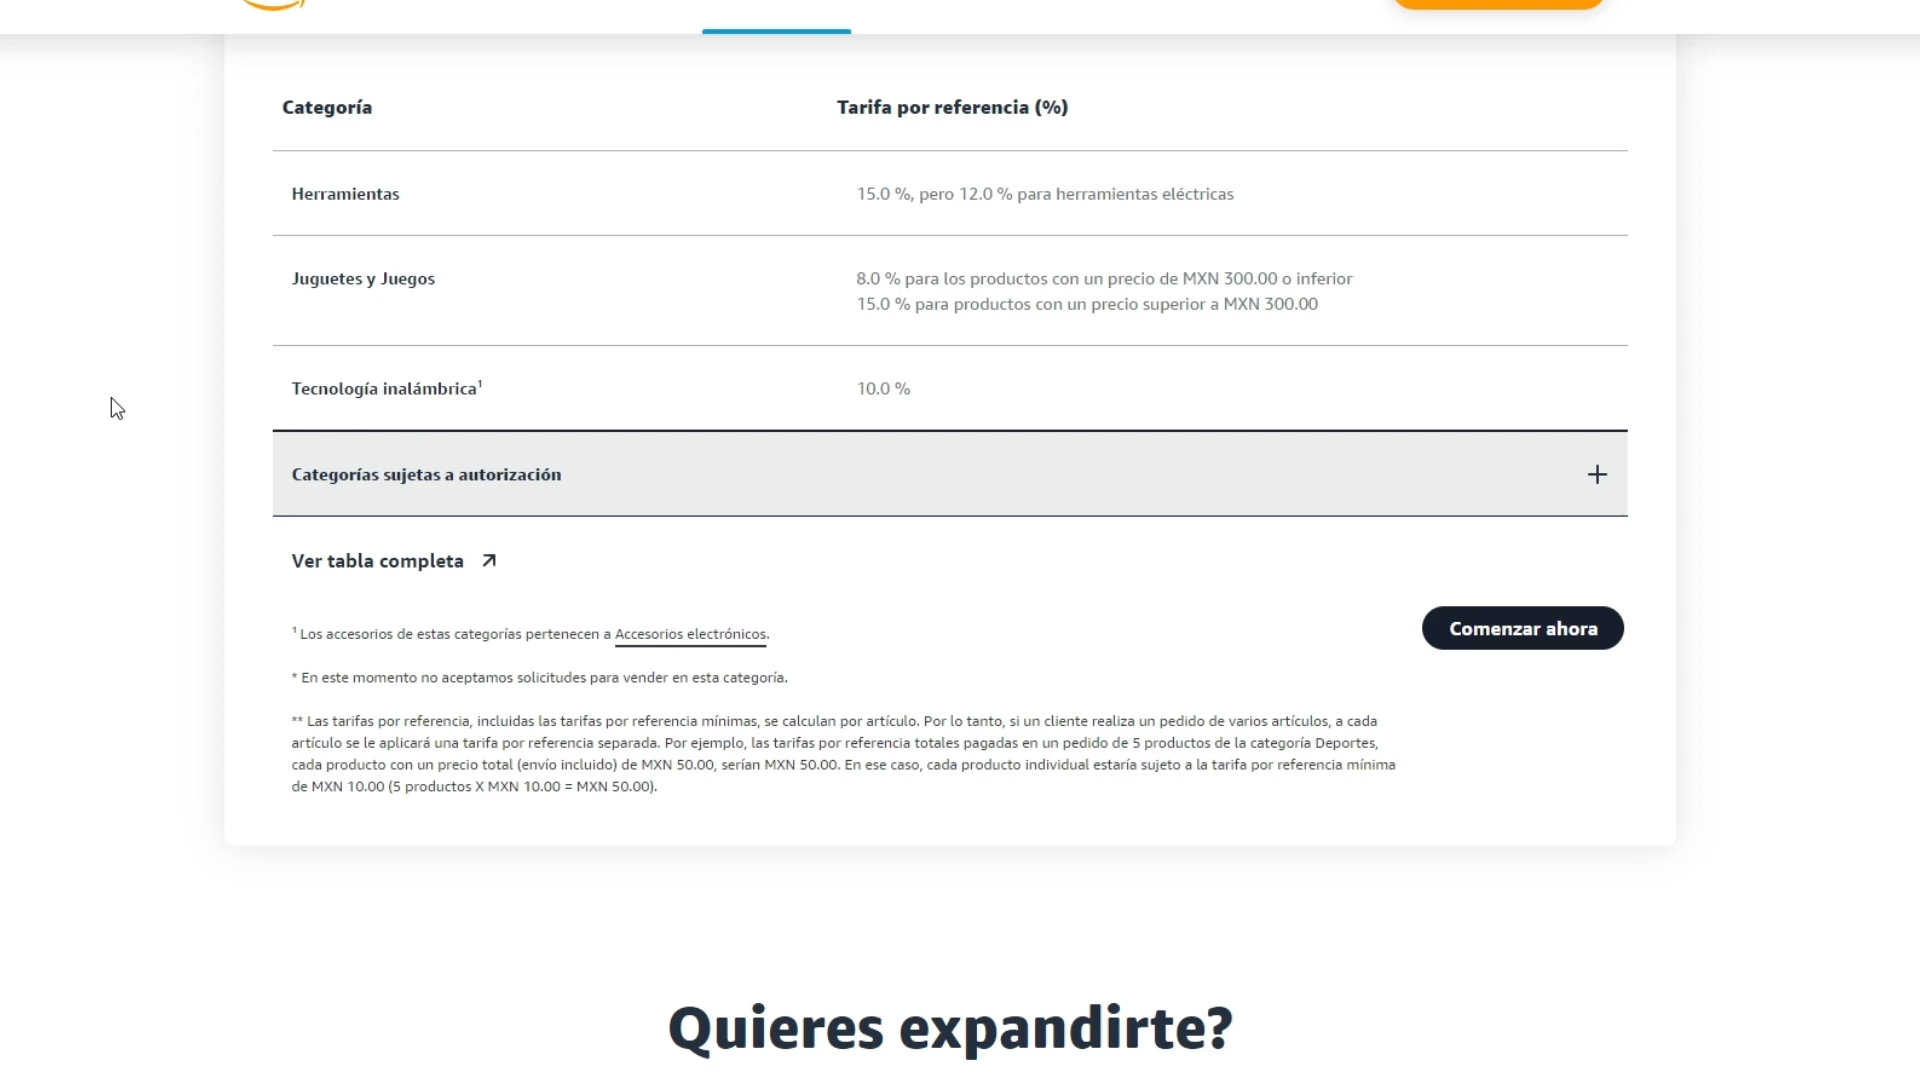 Categoría
Tarifa por referencia (%)
Herramientas
15.0 %, pero 12.0 % para herramientas eléctricas
Juguetes y Juegos
8.0 % para los productos con un precio de MXN 300.00 o inferior
15.0 % para productos con un precio superior a MXN 300.00
Tecnología inalámbrica¹
10.0 %
Categorías sujetas a autorización
Ver tabla completa
¹ Los accesorios de estas categorías pertenecen a Accesorios electrónicos.
Comenzar ahora
* En este momento no aceptamos solicitudes para vender en esta categoría.
** Las tarifas por referencia, incluidas las tarifas por referencia mínimas, se calculan por artículo. Por lo tanto, si un cliente realiza un pedido de varios artículos, a cada
artículo se le aplicará una tarifa por referencia separada. Por ejemplo, las tarifas por referencia totales pagadas en un pedido de 5 productos de la categoría Deportes,
cada producto con un precio total (envío incluido) de MXN 50.00, serían MXN 50.00. En ese caso, cada producto individual estaría sujeto a la tarifa por referencia mínima
de MXN 10.00 (5 productos X MXN 10.00 = MXN 50.00).
Quieres expandirte?